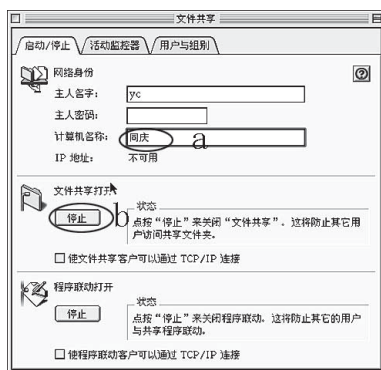 文件共享
启动/停止 活动监控器 用户与组别
网络身份
主人名字: yc
主人密码:
计算机名称: 同庆 a
IP 地址: 不可用
文件共享打开
停止 b
状态
点按“停止”来关闭“文件共享”. 这将防止其它用
户访问共享文件夹.
使文件共享客户可以通过 TCP/IP 连接
程序联动打开
停止
状态
点按“停止”来关闭程序联动. 这将防止其它的用户
与共享程序联动.
使程序联动客户可以通过 TCP/IP 连接